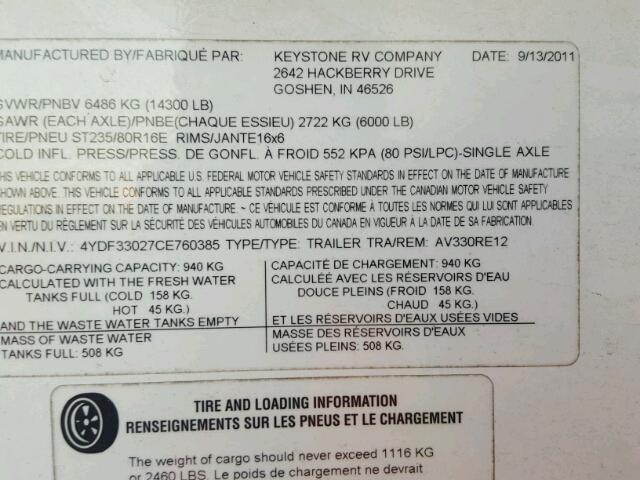 MANUFACTURED BY/FABRIQUÉ PAR: KEYSTONE RV COMPANY DATE: 9/13/2011
2642 HACKBERRY DRIVE
GOSHEN, IN 46526
GVWR/PNBV 6486 KG (14300 LB)
GAWR (EACH AXLE)/PNBE(CHAQUE ESSIEU) 2722 KG (6000 LB)
TIRE/PNEU ST235/80R16E RIMS/JANTE16x6
COLD INFL. PRESS/PRESS. DE GONFL. À FROID 552 KPA (80 PSI/LPC)-SINGLE AXLE
THIS VEHICLE CONFORMS TO ALL APPLICABLE U.S. FEDERAL MOTOR VEHICLE SAFETY STANDARDS IN EFFECT ON THE DATE OF MANUFACTURE
SHOWN ABOVE. THIS VEHICLE CONFORMS TO ALL APPLICABLE STANDARDS PRESCRIBED UNDER THE CANADIAN MOTOR VEHICLE SAFETY
REGULATIONS IN EFFECT ON THE DATE OF MANUFACTURE ~ CE VÉHICULE EST CONFORME À TOUTES LES NORMES QUI LUI SONT APPLICABLES
EN VERTU DU RÈGLEMENT SUR LA SÉCURITÉ DES VÉHICULES AUTOMOBILES DU CANADA EN VIGUEUR À LA DATE DE SA FABRICATION.
V.I.N./N.I.V.: 4YDF33027CE760385 TYPE/TYPE: TRAILER TRA/REM: AV330RE12
CARGO-CARRYING CAPACITY: 940 KG
CALCULATED WITH THE FRESH WATER
TANKS FULL (COLD 158 KG.
HOT 45 KG.)
AND THE WASTE WATER TANKS EMPTY
MASS OF WASTE WATER
TANKS FULL: 508 KG
CAPACITÉ DE CHARGEMENT: 940 KG
CALCULÉE AVEC LES RÉSERVOIRS D'EAU
DOUCE PLEINS (FROID 158 KG.
CHAUD 45 KG.)
ET LES RÉSERVOIRS D'EAUX USÉES VIDES
MASSE DES RÉSERVOIRS D'EAUX
USÉES PLEINS: 508 KG.
TIRE AND LOADING INFORMATION
RENSEIGNEMENTS SUR LES PNEUS ET LE CHARGEMENT
The weight of cargo should never exceed 1116 KG
or 2460 LBS. Le poids de chargement ne devrait